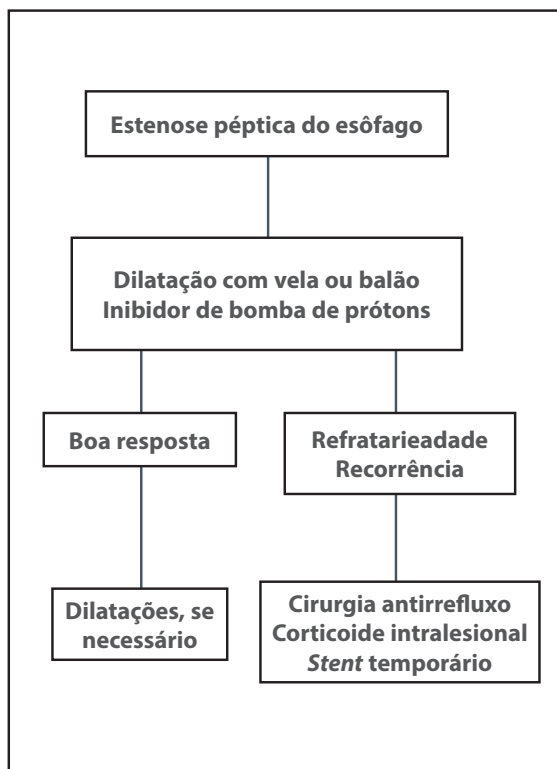 Estenose péptica do esôfago
Dilatação com vela ou balão
Inibidor de bomba de prótons
Boa resposta
Refratarieadade
Recorrência
Dilatações, se
necessário
Cirurgia antirrefluxo
Corticoide intralesional
Stent temporário